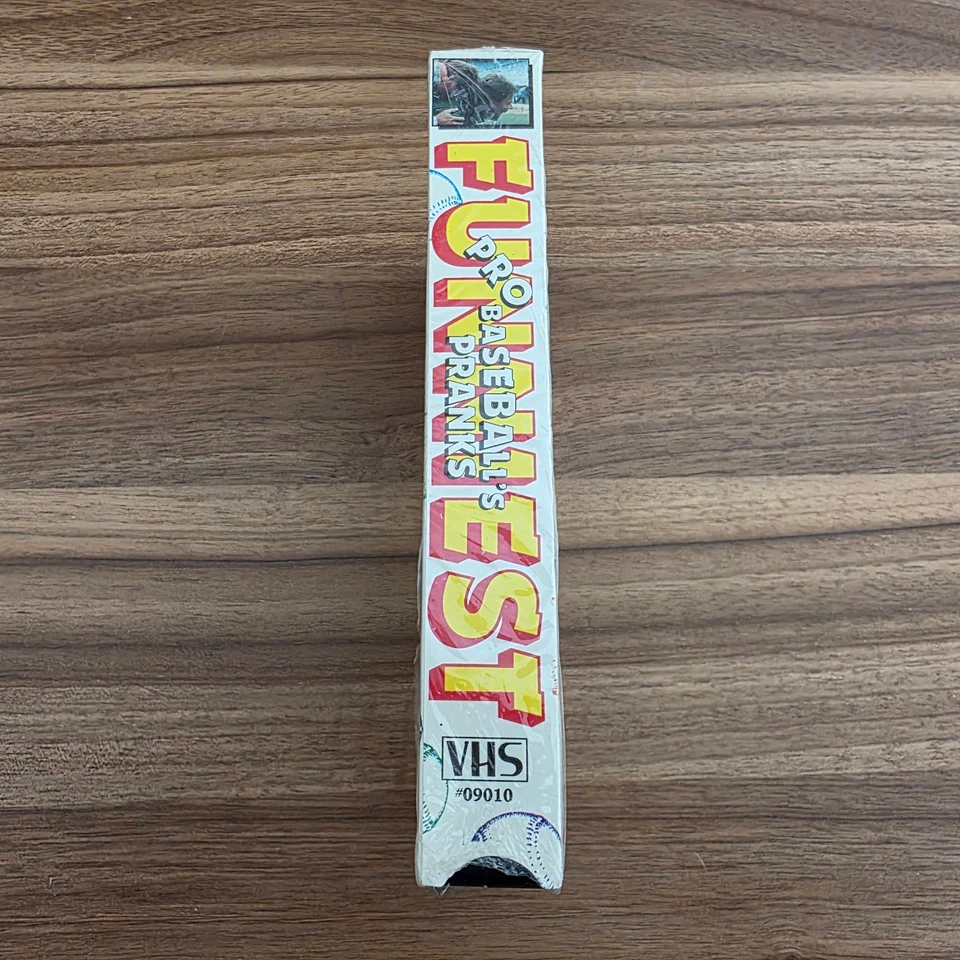 FUNNIEST
PRO
BASEBALL'S
PRANKS
VHS
#09010